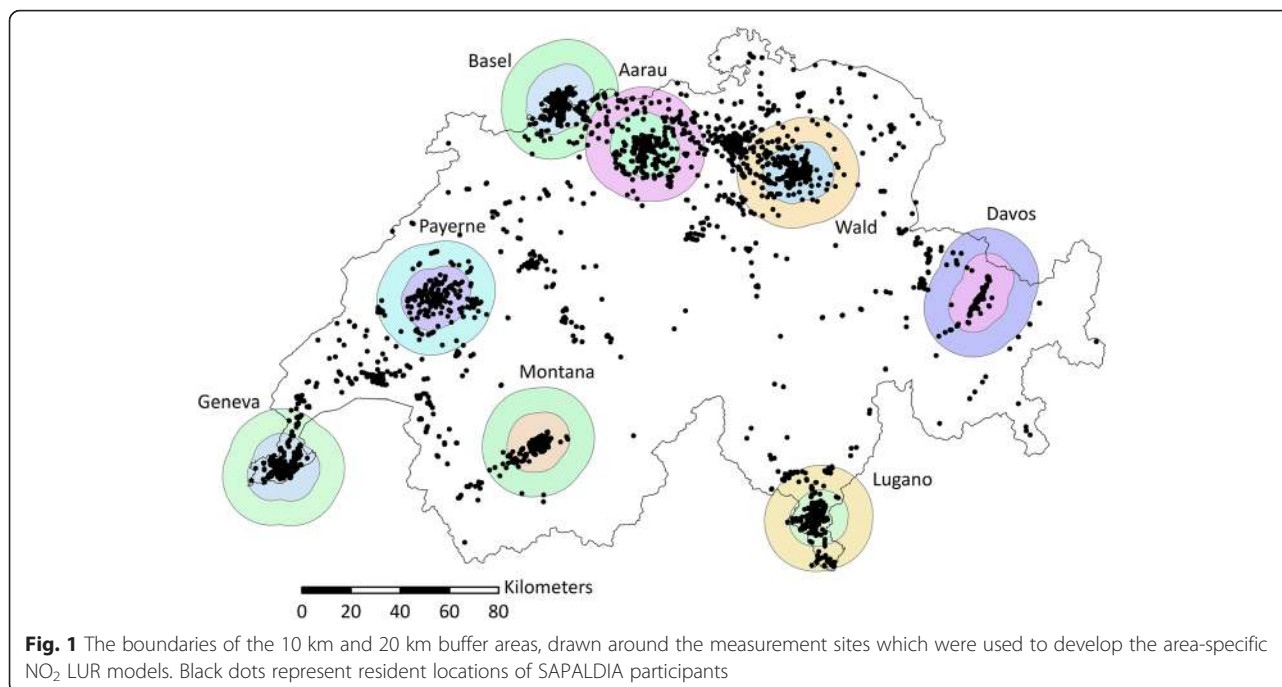 Basel
Aarau
Wald
Payerne
Davos
Montana
Geneva
Lugano
Kilometers
0 20 40 60 80
Fig. 1 The boundaries of the 10 km and 20 km buffer areas, drawn around the measurement sites which were used to develop the area-specific
NO₂ LUR models. Black dots represent resident locations of SAPALDIA participants